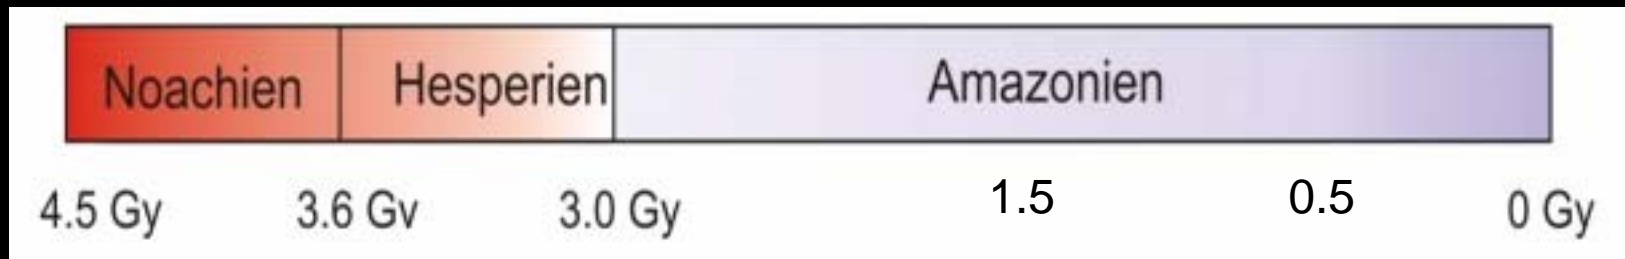 Noachien Hesperien Amazonien
4.5 Gy 3.6 Gv 3.0 Gy 1.5 0.5 0 Gy